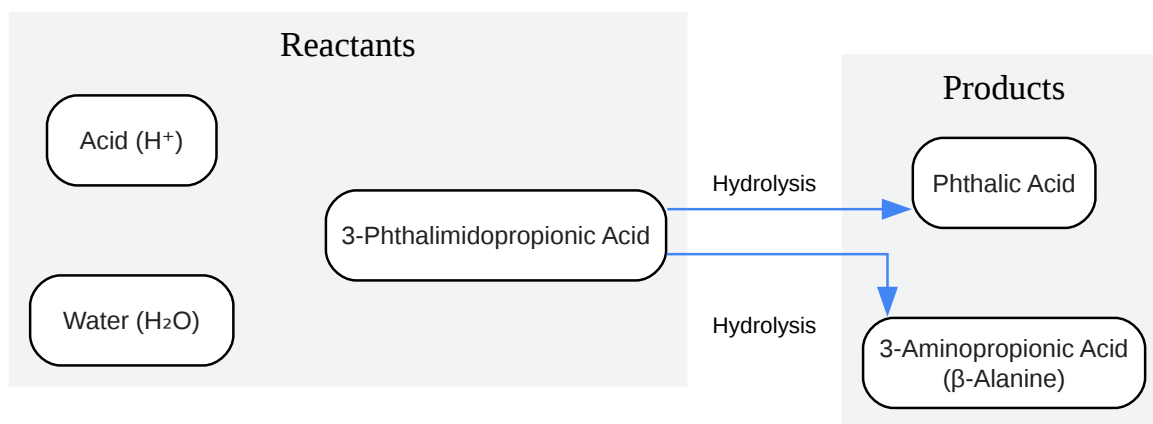 Reactants
Acid (H⁺)
3-Phthalimidopropionic Acid
Water (H₂O)
Hydrolysis
Hydrolysis
Products
Phthalic Acid
3-Aminopropionic Acid
(β-Alanine)